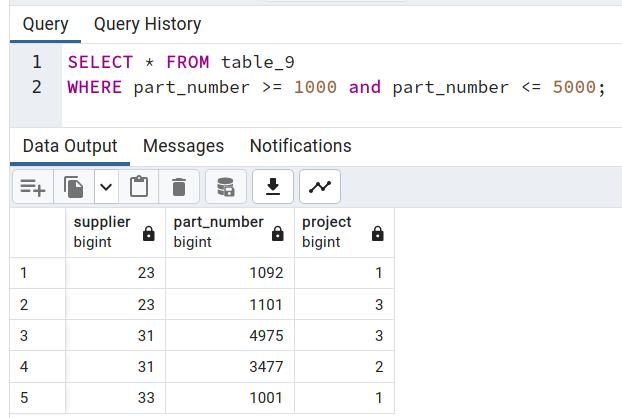 Query Query History
1 SELECT * FROM table_9
2 WHERE part_number >= 1000 and part_number <= 5000;
Data Output Messages Notifications
supplier part_number project
bigint bigint bigint
1 23 1092 1
2 23 1101 3
3 31 4975 3
4 31 3477 2
5 33 1001 1